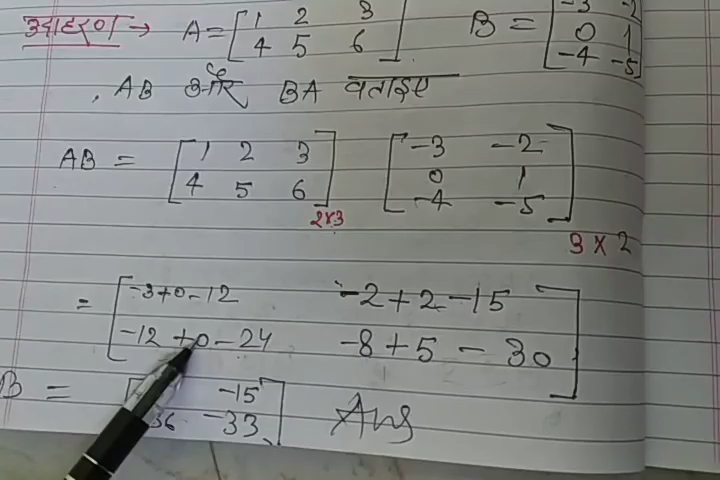 उदाहरण → A = [1 2 3 B = [-3 -2
4 5 6] 0 1
-4 -5]
AB और BA बताइए
AB = [1 2 3 [-3 -2
4 5 6] 2×3 0 1
-4 -5] 3 × 2
= [-3+0-12 -2+2-15
-12+0-24 -8+5-30]
B = [ -15
36 -33] Ans